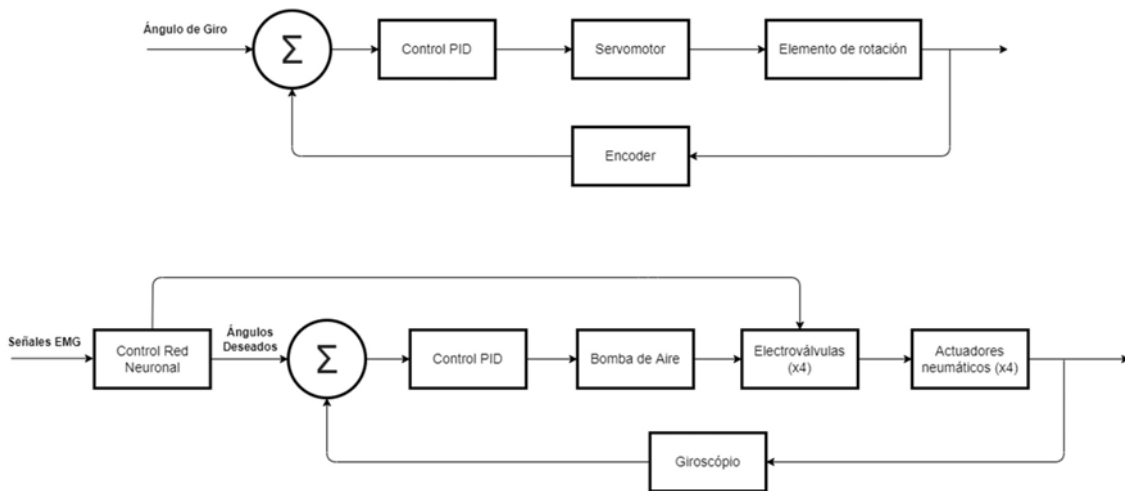 Ángulo de Giro
Σ
Control PID
Servomotor
Elemento de rotación
Encoder
Señales EMG
Control Red
Neuronal
Ángulos
Deseados
Σ
Control PID
Bomba de Aire
Electroválvulas
(x4)
Actuadores
neumáticos (x4)
Giroscópio